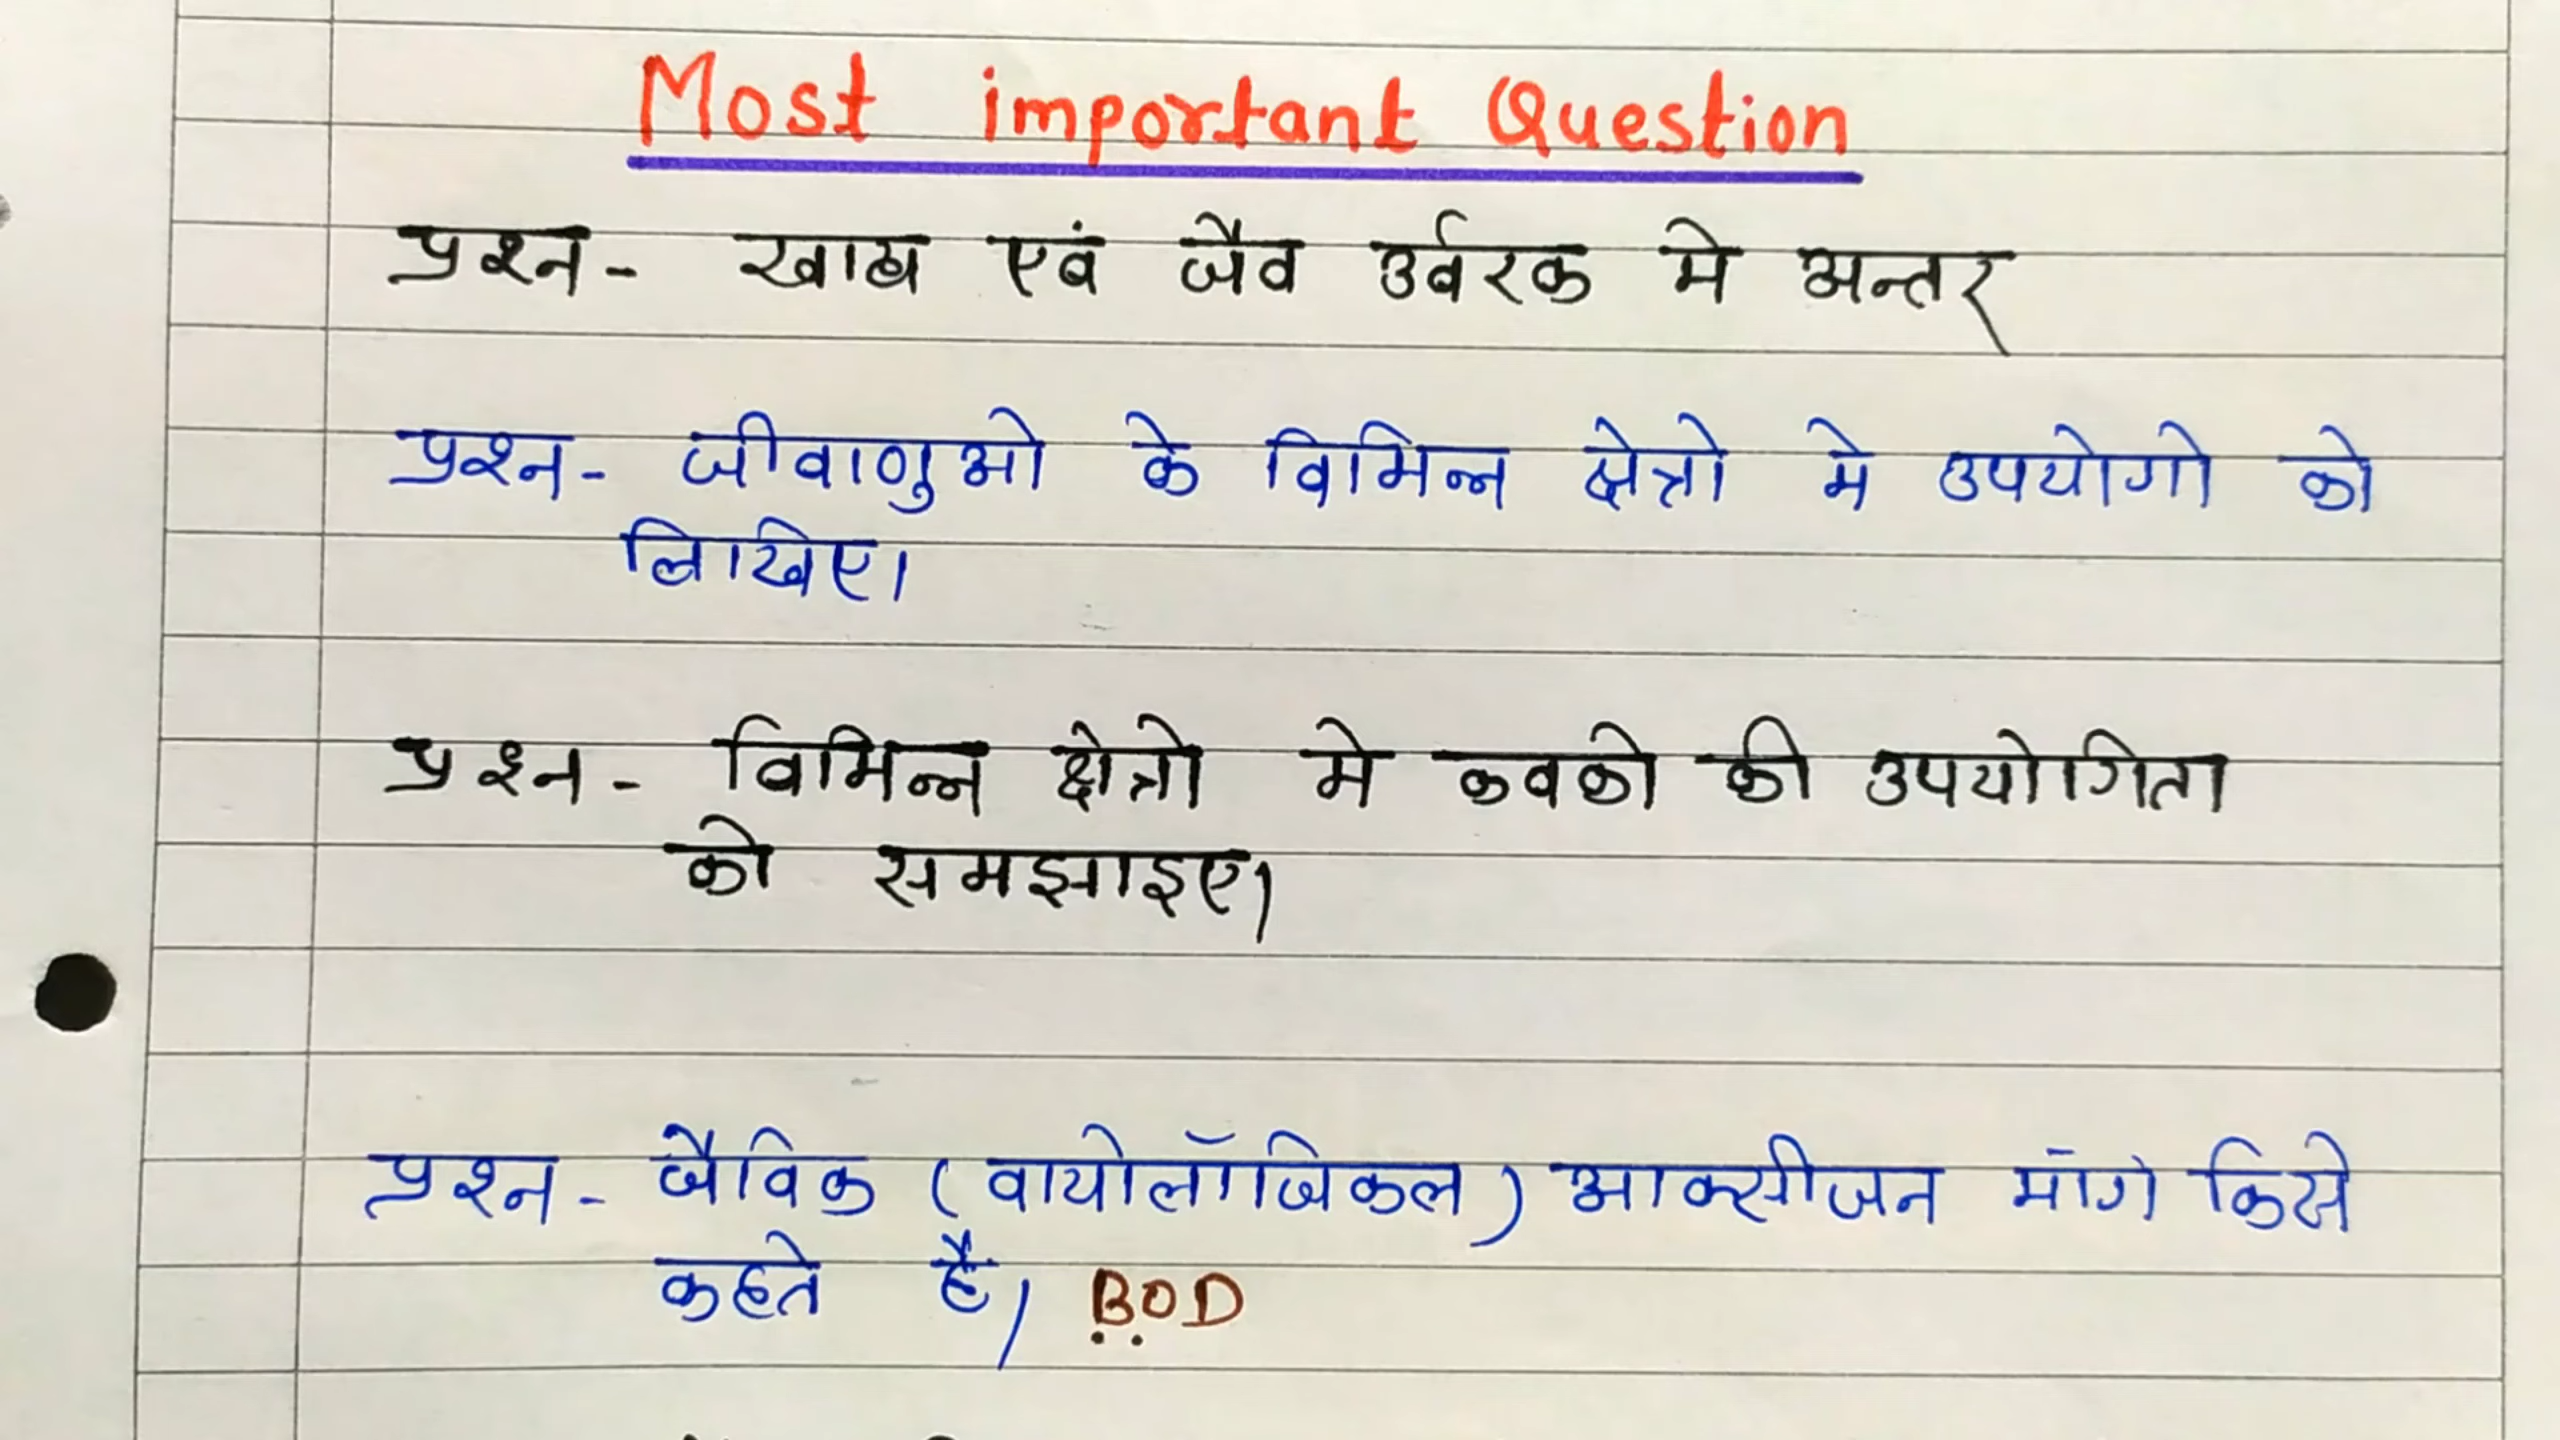 Most important Question
प्रश्न- खाद्य एवं जैव उर्वरक मे अन्तर
प्रश्न- जीवाणुओ के विभिन्न क्षेत्रो मे उपयोगो को
लिखिए।
प्रश्न- विभिन्न क्षेत्रो मे कवको की उपयोगिता
को समझाइए।
प्रश्न- जैविक (वायोलॉजिकल) आक्सीजन मांग किसे
कहते है। BOD